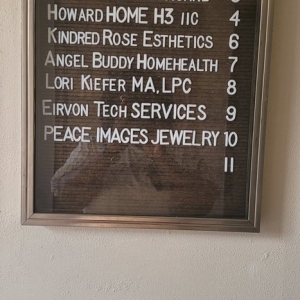 Howard HOME H3 llC 4
Kindred Rose Esthetics 6
Angel Buddy Homehealth 7
Lori Kiefer MA, LPC 8
Eirvon Tech SERVICES 9
PEACE IMAGES JEWELRY 10
11